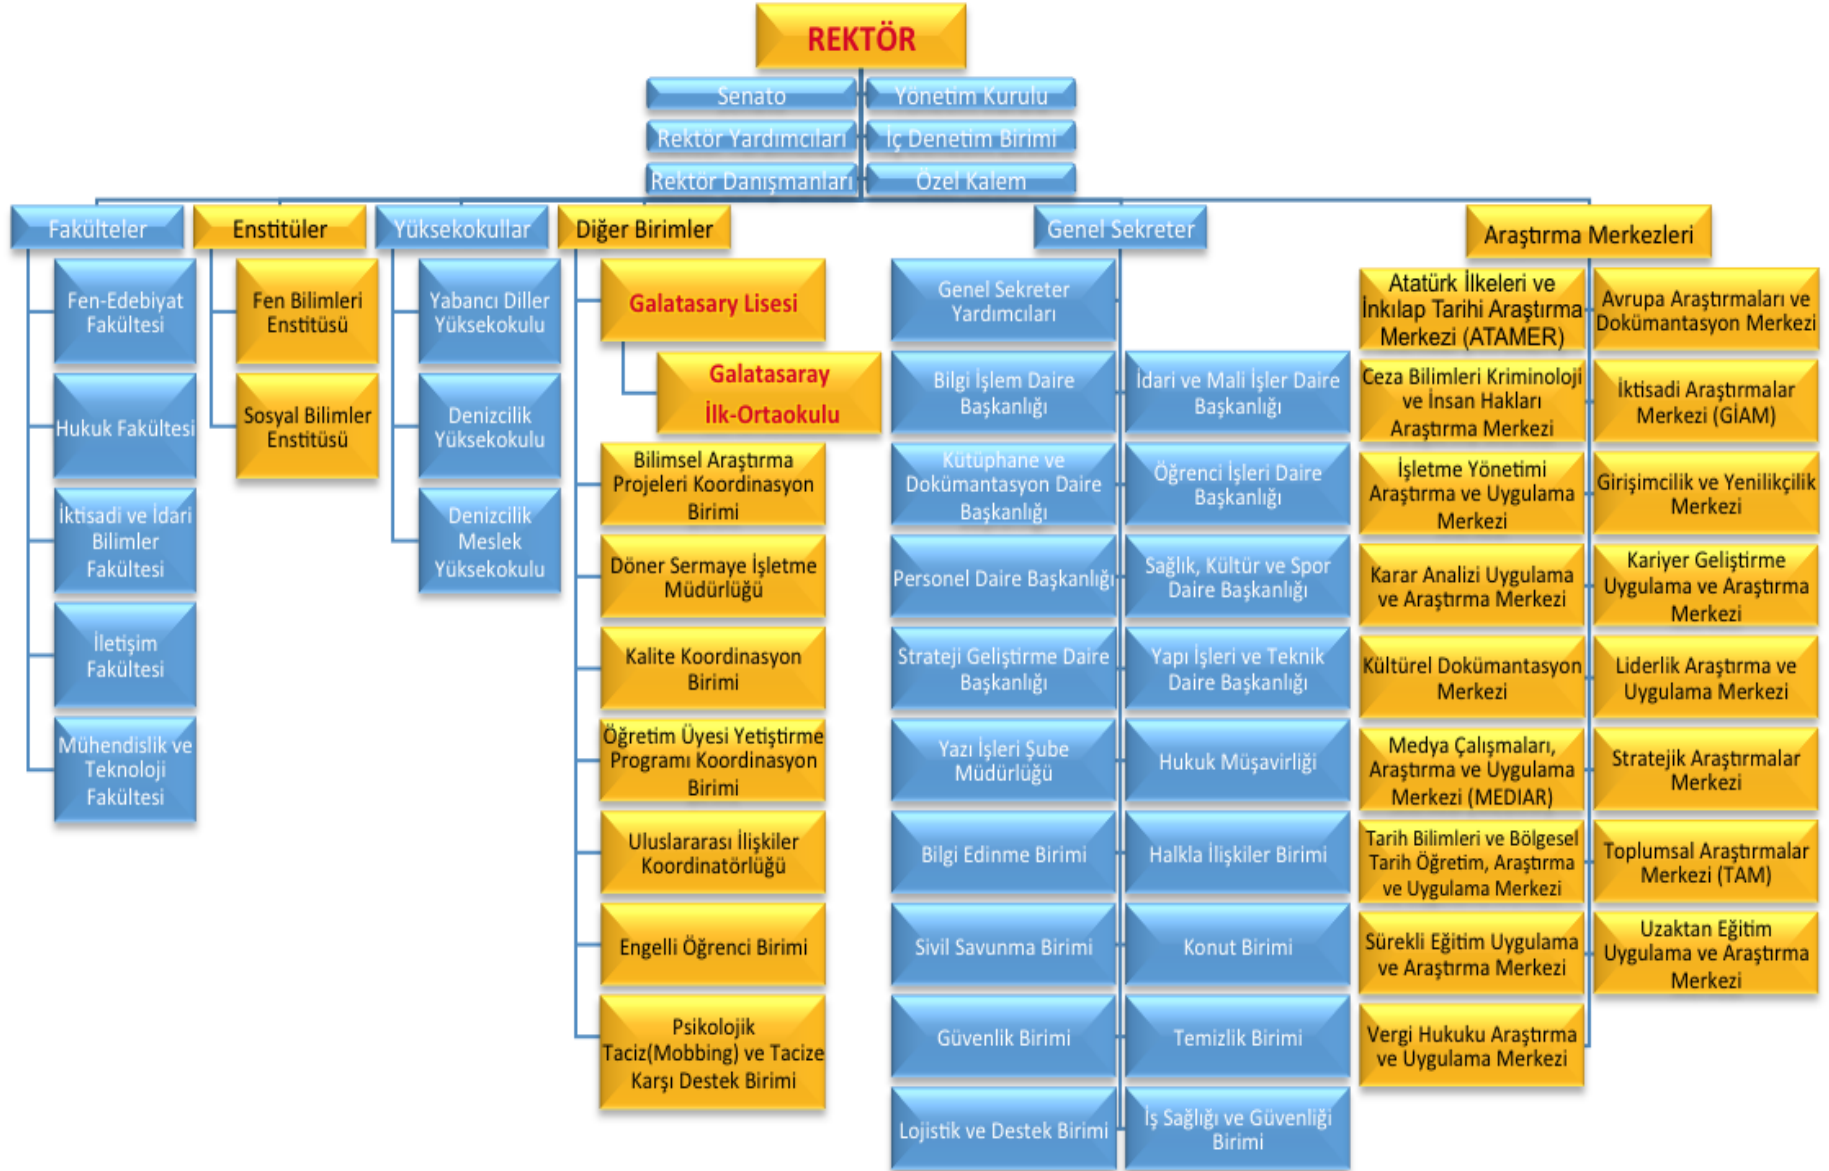 REKTÖR
Senato
Yönetim Kurulu
Rektör Yardımcıları
İç Denetim Birimi
Rektör Danışmanları
Özel Kalem
Fakülteler
Fen-Edebiyat
Fakültesi
Hukuk Fakültesi
İktisadi ve İdari
Bilimler
Fakültesi
İletişim
Fakültesi
Mühendislik ve
Teknoloji
Fakültesi
Enstitüler
Fen Bilimleri
Enstitüsü
Sosyal Bilimler
Enstitüsü
Yüksekokullar
Yabancı Diller
Yüksekokulu
Denizcilik
Yüksekokulu
Denizcilik
Meslek
Yüksekokulu
Diğer Birimler
Galatasary Lisesi
Galatasaray
İlk-Ortaokulu
Bilimsel Araştırma
Projeleri Koordinasyon
Birimi
Döner Sermaye İşletme
Müdürlüğü
Kalite Koordinasyon
Birimi
Öğretim Üyesi Yetiştirme
Programı Koordinasyon
Birimi
Uluslararası İlişkiler
Koordinatörlüğü
Engelli Öğrenci Birimi
Psikolojik
Taciz(Mobbing) ve Tacize
Karşı Destek Birimi
Genel Sekreter
Genel Sekreter
Yardımcıları
Bilgi İşlem Daire
Başkanlığı
İdari ve Mali İşler Daire
Başkanlığı
Kütüphane ve
Dokümantasyon Daire
Başkanlığı
Öğrenci İşleri Daire
Başkanlığı
Personel Daire Başkanlığı
Sağlık, Kültür ve Spor
Daire Başkanlığı
Strateji Geliştirme Daire
Başkanlığı
Yapı İşleri ve Teknik
Daire Başkanlığı
Yazı İşleri Şube
Müdürlüğü
Hukuk Müşavirliği
Bilgi Edinme Birimi
Halkla İlişkiler Birimi
Sivil Savunma Birimi
Konut Birimi
Güvenlik Birimi
Temizlik Birimi
Lojistik ve Destek Birimi
İş Sağlığı ve Güvenliği
Birimi
Araştırma Merkezleri
Atatürk İlkeleri ve
İnkılap Tarihi Araştırma
Merkezi (ATAMER)
Avrupa Araştırmaları ve
Dokümantasyon Merkezi
Ceza Bilimleri Kriminoloji
ve İnsan Hakları
Araştırma Merkezi
İktisadi Araştırmalar
Merkezi (GİAM)
İşletme Yönetimi
Araştırma ve Uygulama
Merkezi
Girişimcilik ve Yenilikçilik
Merkezi
Karar Analizi Uygulama
ve Araştırma Merkezi
Kariyer Geliştirme
Uygulama ve Araştırma
Merkezi
Kültürel Dokümantasyon
Merkezi
Liderlik Araştırma ve
Uygulama Merkezi
Medya Çalışmaları,
Araştırma ve Uygulama
Merkezi (MEDIAR)
Stratejik Araştırmalar
Merkezi
Tarih Bilimleri ve Bölgesel
Tarih Öğretim, Araştırma
ve Uygulama Merkezi
Toplumsal Araştırmalar
Merkezi (TAM)
Sürekli Eğitim Uygulama
ve Araştırma Merkezi
Uzaktan Eğitim
Uygulama ve Araştırma
Merkezi
Vergi Hukuku Araştırma
ve Uygulama Merkezi